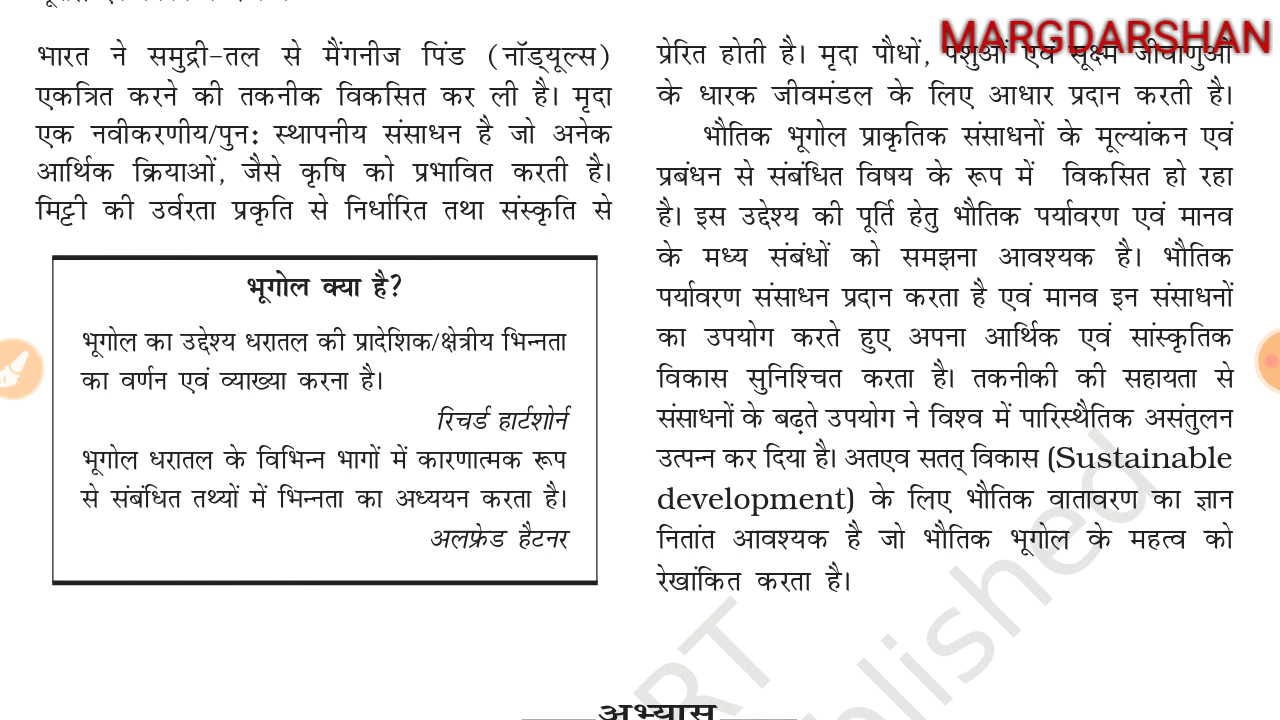 भारत ने समुद्री-तल से मैंगनीज पिंड (नॉड्यूल्स)
एकत्रित करने की तकनीक विकसित कर ली है। मृदा
एक नवीकरणीय/पुन: स्थापनीय संसाधन है जो अनेक
आर्थिक क्रियाओं, जैसे कृषि को प्रभावित करती है।
मिट्टी की उर्वरता प्रकृति से निर्धारित तथा संस्कृति से
भूगोल क्या है?
भूगोल का उद्देश्य धरातल की प्रादेशिक/क्षेत्रीय भिन्नता
का वर्णन एवं व्याख्या करना है।
रिचर्ड हार्टशोर्न
भूगोल धरातल के विभिन्न भागों में कारणात्मक रूप
से संबंधित तथ्यों में भिन्नता का अध्ययन करता है।
अलफ्रेड हैटनर
MARGDARSHAN
प्रेरित होती है। मृदा पौधों, पशुओं एवं सूक्ष्म जीवाणुओं
के धारक जीवमंडल के लिए आधार प्रदान करती है।
भौतिक भूगोल प्राकृतिक संसाधनों के मूल्यांकन एवं
प्रबंधन से संबंधित विषय के रूप में विकसित हो रहा
है। इस उद्देश्य की पूर्ति हेतु भौतिक पर्यावरण एवं मानव
के मध्य संबंधों को समझना आवश्यक है। भौतिक
पर्यावरण संसाधन प्रदान करता है एवं मानव इन संसाधनों
का उपयोग करते हुए अपना आर्थिक एवं सांस्कृतिक
विकास सुनिश्चित करता है। तकनीकी की सहायता से
संसाधनों के बढ़ते उपयोग ने विश्व में पारिस्थैतिक असंतुलन
उत्पन्न कर दिया है। अतएव सतत् विकास (Sustainable
development) के लिए भौतिक वातावरण का ज्ञान
नितांत आवश्यक है जो भौतिक भूगोल के महत्व को
रेखांकित करता है।
अभ्यास